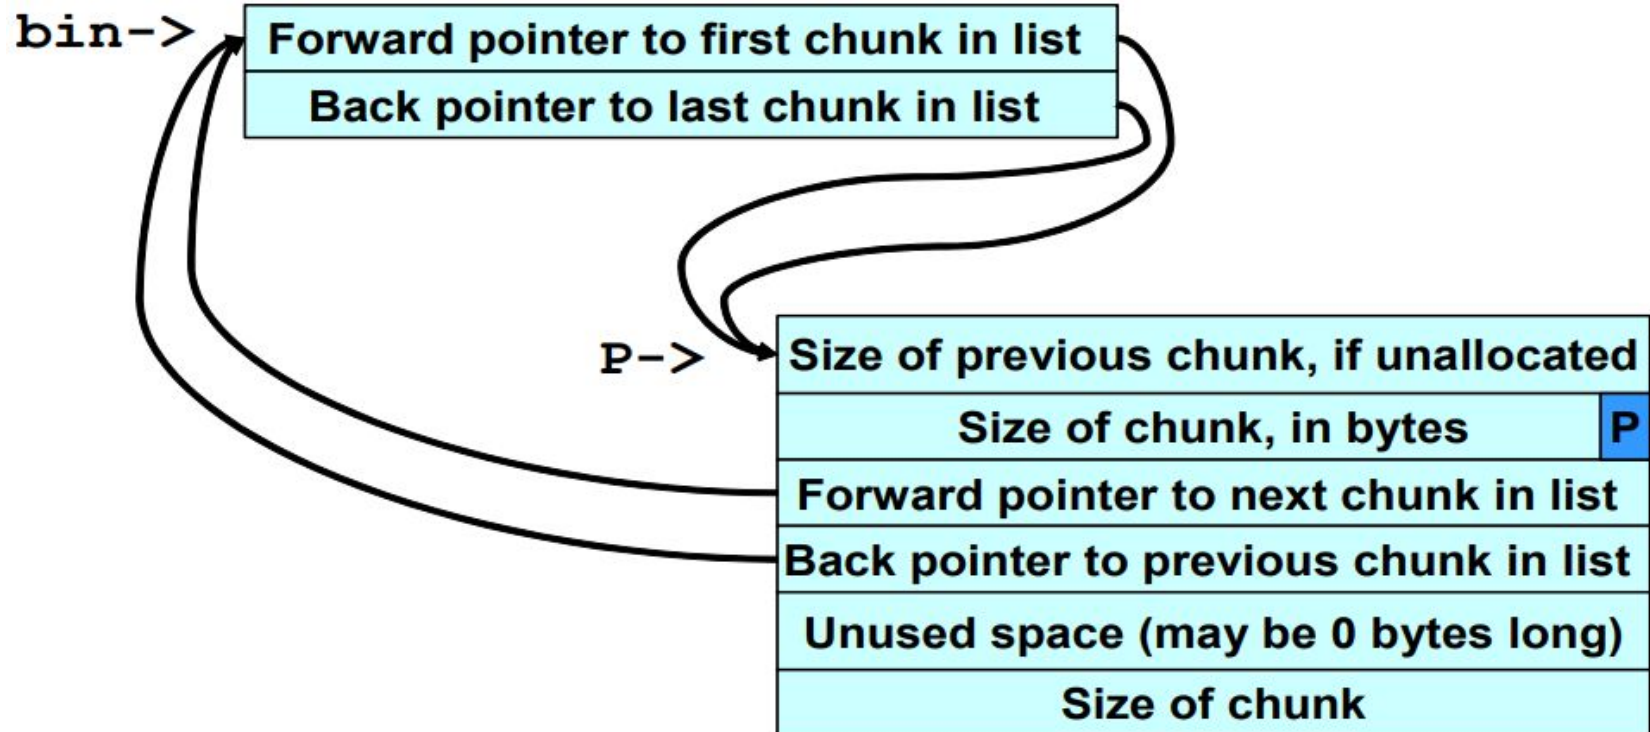 bin->
Forward pointer to first chunk in list
Back pointer to last chunk in list
P->
Size of previous chunk, if unallocated
Size of chunk, in bytes P
Forward pointer to next chunk in list
Back pointer to previous chunk in list
Unused space (may be 0 bytes long)
Size of chunk